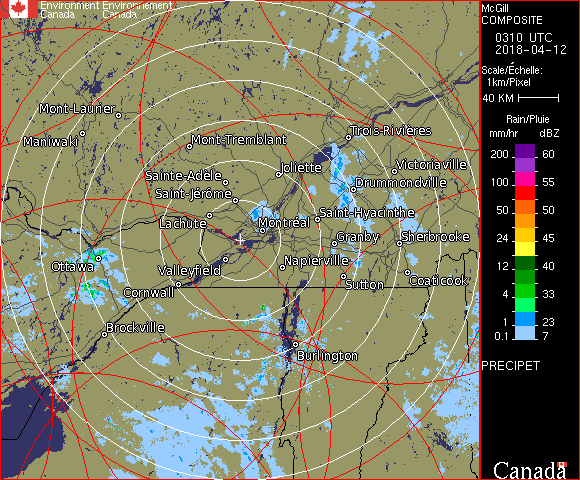 Environment Environnement
Canada Canada
McGill
COMPOSITE
0310 UTC
2018-04-12
Scale/Échelle:
1km/Pixel
40 KM
Rain/Pluie
mm/hr dBZ
200 60
100 55
50 50
24 45
12 40
4 33
1 23
0.1 7
PRECIPET
Canada
Mont-Laurier
Maniwaki
Mont-Tremblant
Trois-Rivières
Sainte-Adèle
Joliette
Victoriaville
Saint-Jérôme
Drummondville
Lachute
Montréal
Saint-Hyacinthe
Granby
Sherbrooke
Ottawa
Valleyfield
Napierville
Cornwall
Sutton
Coaticook
Brockville
Burlington